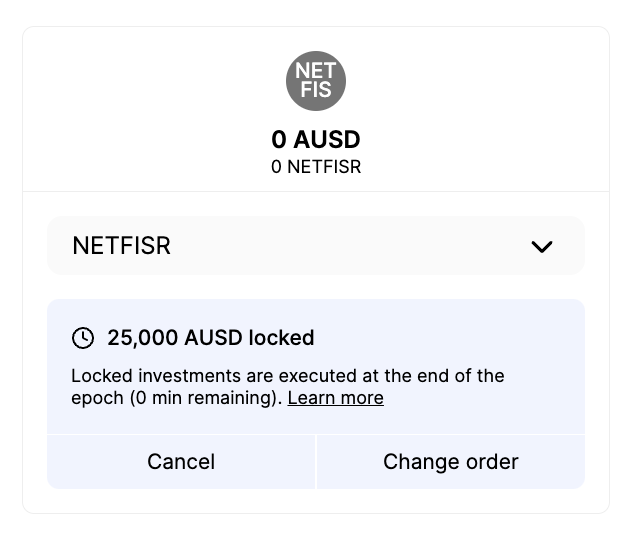 NET
FIS
0 AUSD
0 NETFISR
NETFISR
25,000 AUSD locked
Locked investments are executed at the end of the
epoch (0 min remaining). Learn more
Cancel
Change order